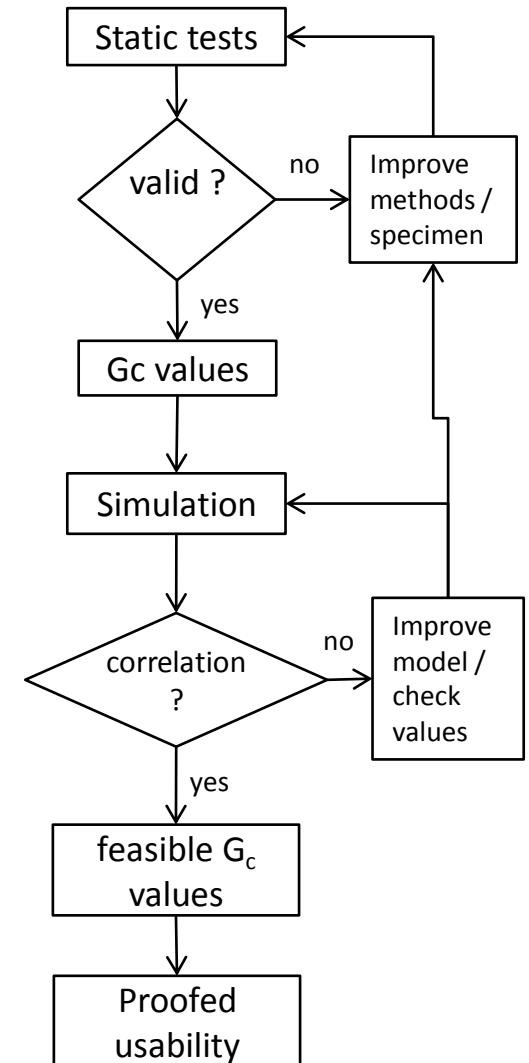 Static tests
valid ?
no
Improve
methods /
specimen
yes
Gc values
Simulation
correlation
?
no
Improve
model /
check
values
yes
feasible Gc
values
Proofed
usability